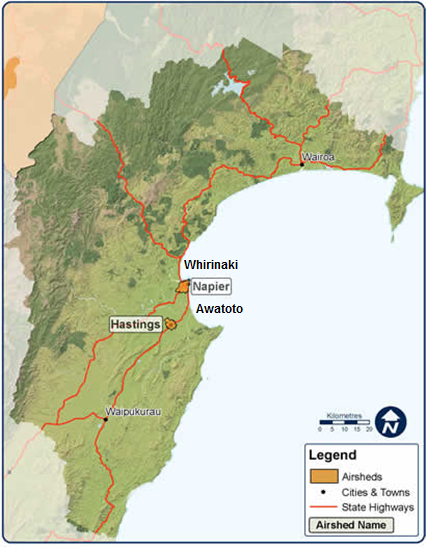 Wairoa
Whirinaki
Napier
Awatoto
Hastings
Waipukurau
Kilometres
0 5 10 15 20
N
Legend
Airsheds
Cities & Towns
State Highways
Airshed Name